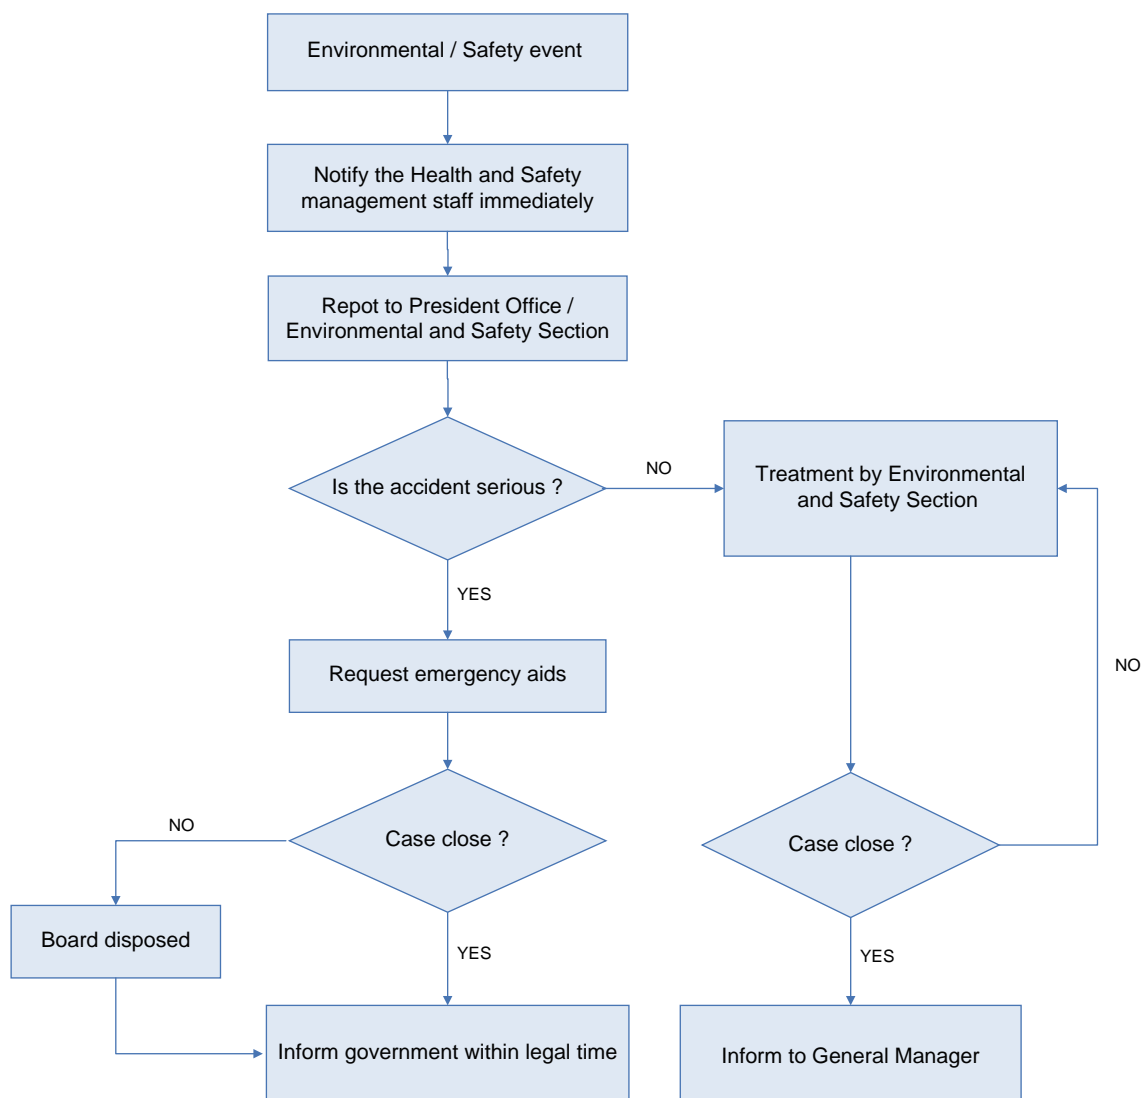 Environmental / Safety event
Notify the Health and Safety
management staff immediately
Repot to President Office /
Environmental and Safety Section
Is the accident serious ?
NO
Treatment by Environmental
and Safety Section
YES
Request emergency aids
NO
NO
Case close ?
Case close ?
Board disposed
YES
YES
Inform government within legal time
Inform to General Manager